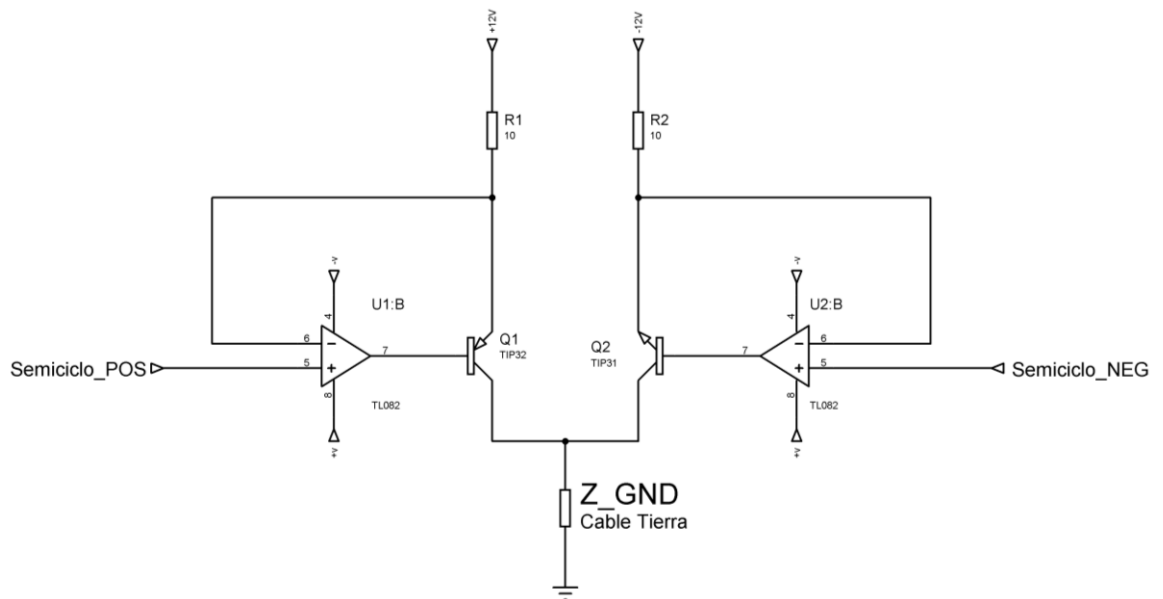 +12V
-12V
R1
10
R2
10
-v
U1:B
4
6
5
7
8
TL082
+v
Semiciclo_POS
Q1
TIP32
Q2
TIP31
-v
U2:B
4
6
5
7
8
TL082
+v
Semiciclo_NEG
Z_GND
Cable Tierra